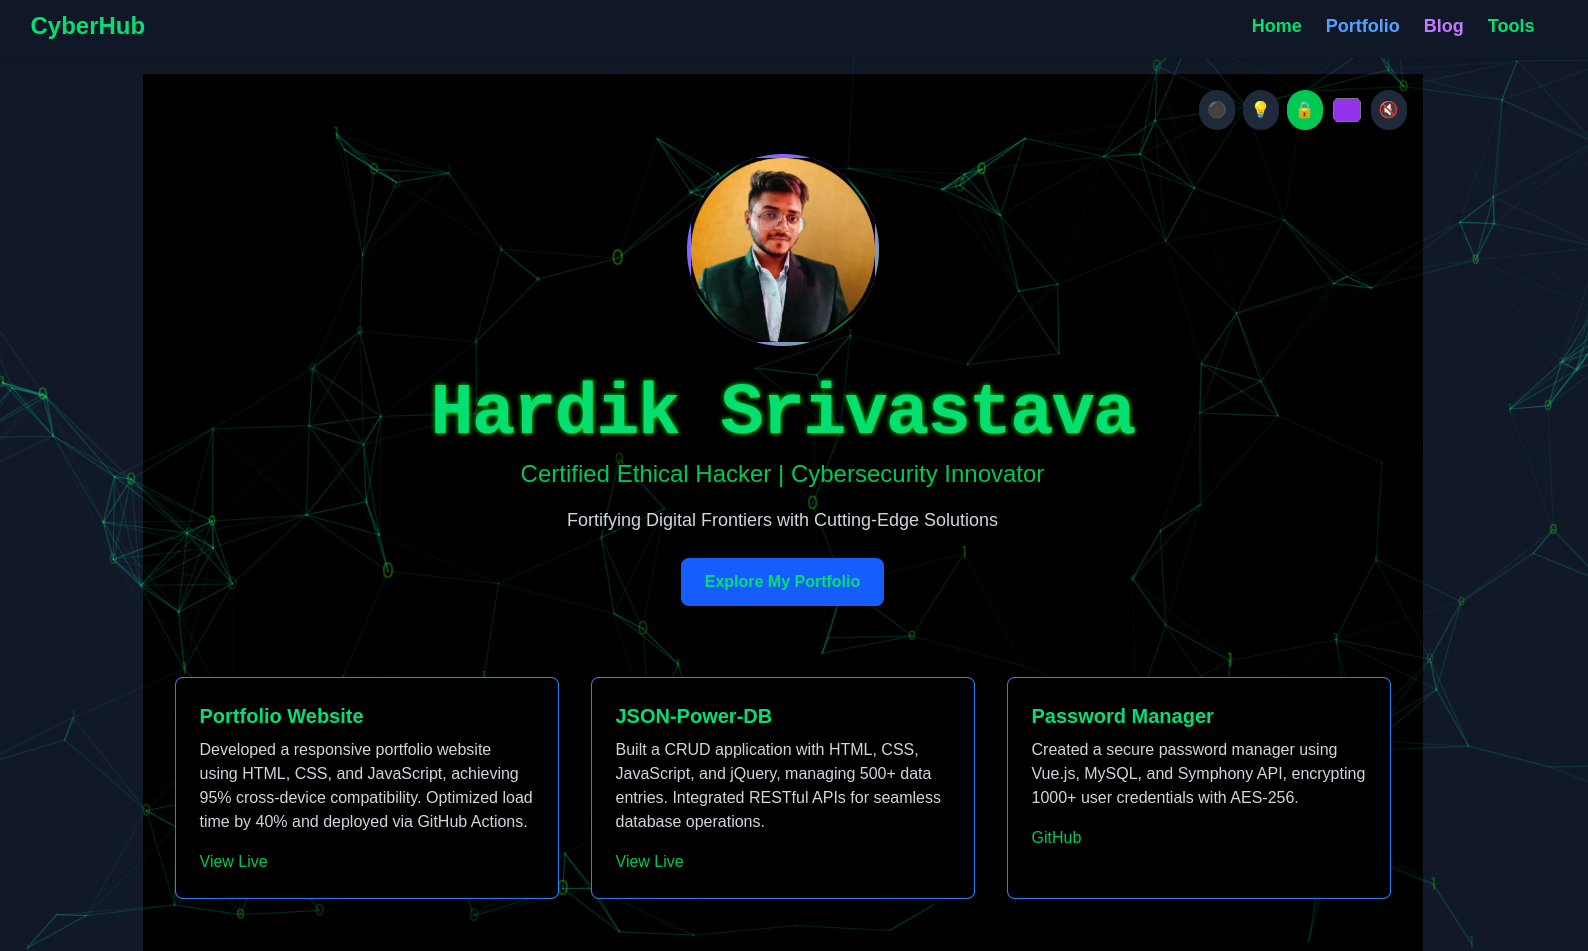 CyberHub
Home Portfolio Blog Tools
Hardik Srivastava
Certified Ethical Hacker | Cybersecurity Innovator
Fortifying Digital Frontiers with Cutting-Edge Solutions
Explore My Portfolio
Portfolio Website
Developed a responsive portfolio website
using HTML, CSS, and JavaScript, achieving
95% cross-device compatibility. Optimized load
time by 40% and deployed via GitHub Actions.
View Live
JSON-Power-DB
Built a CRUD application with HTML, CSS,
JavaScript, and jQuery, managing 500+ data
entries. Integrated RESTful APIs for seamless
database operations.
View Live
Password Manager
Created a secure password manager using
Vue.js, MySQL, and Symphony API, encrypting
1000+ user credentials with AES-256.
GitHub